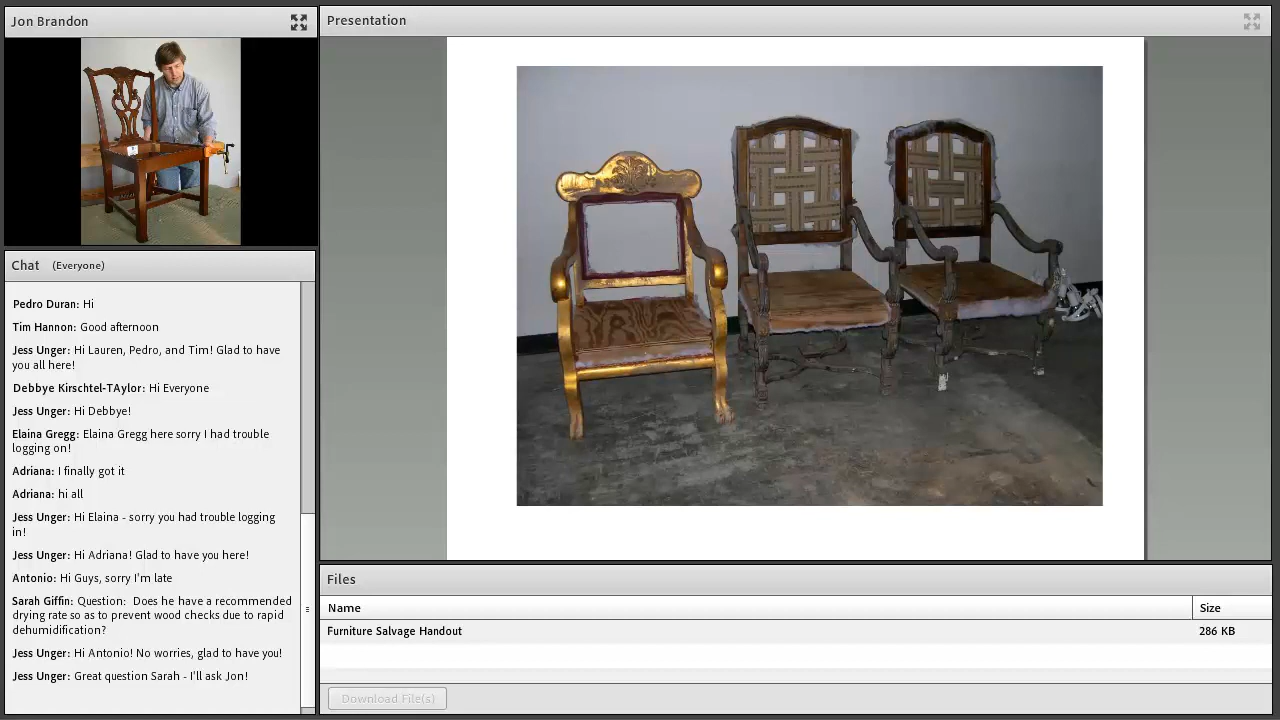 Jon Brandon
Presentation
Chat (Everyone)
Pedro Duran: Hi
Tim Hannon: Good afternoon
Jess Unger: Hi Lauren, Pedro, and Tim! Glad to have
you all here!
Debbye Kirschtel-TAylor: Hi Everyone
Jess Unger: Hi Debbye!
Elaina Gregg: Elaina Gregg here sorry I had trouble
logging on!
Adriana: I finally got it
Adriana: hi all
Jess Unger: Hi Elaina - sorry you had trouble logging
in!
Jess Unger: Hi Adriana! Glad to have you here!
Antonio: Hi Guys, sorry I'm late
Sarah Giffin: Question: Does he have a recommended
drying rate so as to prevent wood checks due to rapid
dehumidification?
Jess Unger: Hi Antonio! No worries, glad to have you!
Jess Unger: Great question Sarah - I'll ask Jon!
Files
Name Size
Furniture Salvage Handout 286 KB
Download File(s)